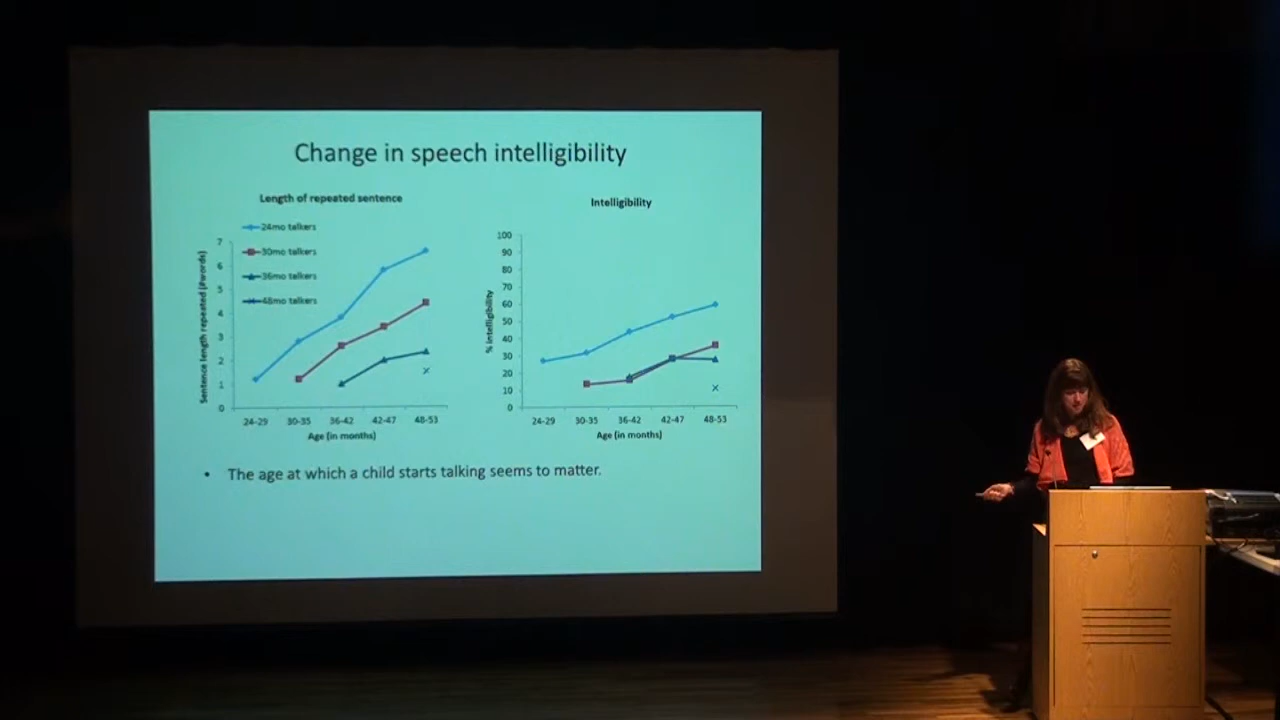 Change in speech intelligibility
Length of repeated sentence
24mo talkers
30mo talkers
36mo talkers
48mo talkers
Sentence length repeated (#words)
7
6
5
4
3
2
1
0
24-29 30-35 36-42 42-47 48-53
Age (in months)
Intelligibility
% intelligibility
100
90
80
70
60
50
40
30
20
10
0
24-29 30-35 36-42 42-47 48-53
Age (in months)
• The age at which a child starts talking seems to matter.